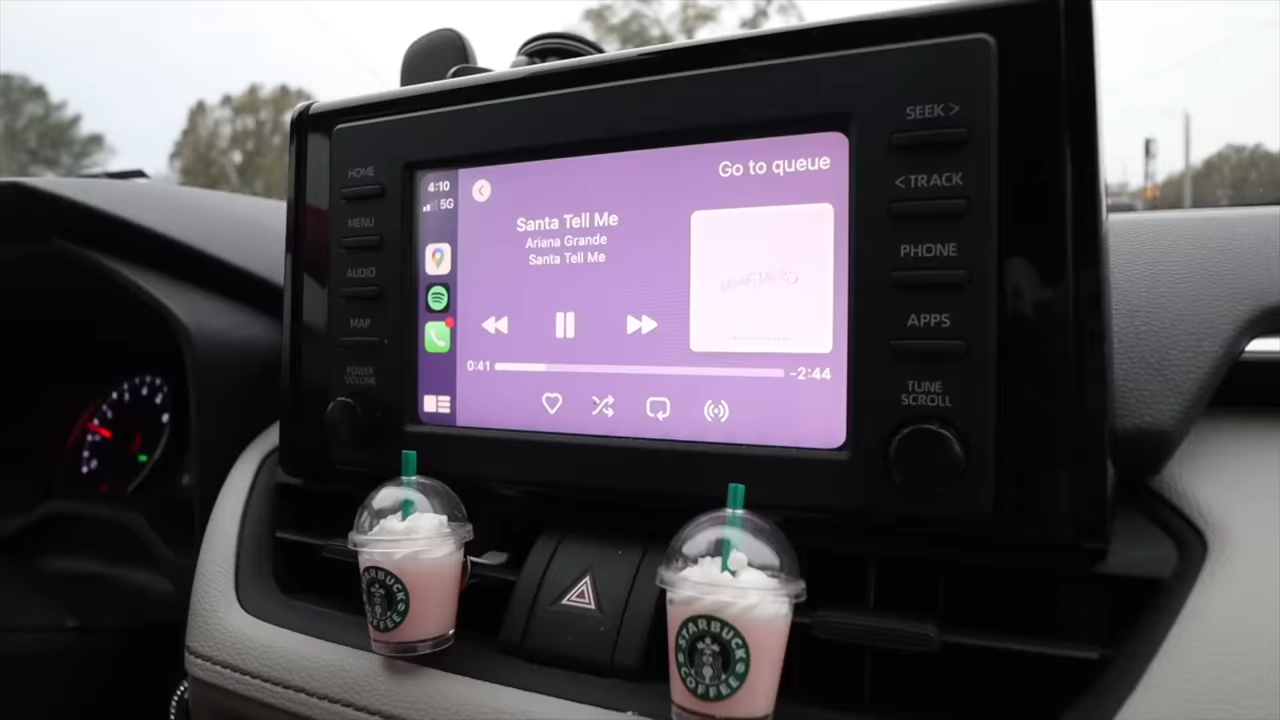 HOME
MENU
AUDIO
MAP
POWER
VOLUME
4:10
5G
Go to queue
Santa Tell Me
Ariana Grande
Santa Tell Me
0:41
-2:44
SEEK >
< TRACK
PHONE
APPS
TUNE
SCROLL
STARBUCKS
COFFEE
STARBUCKS
COFFEE